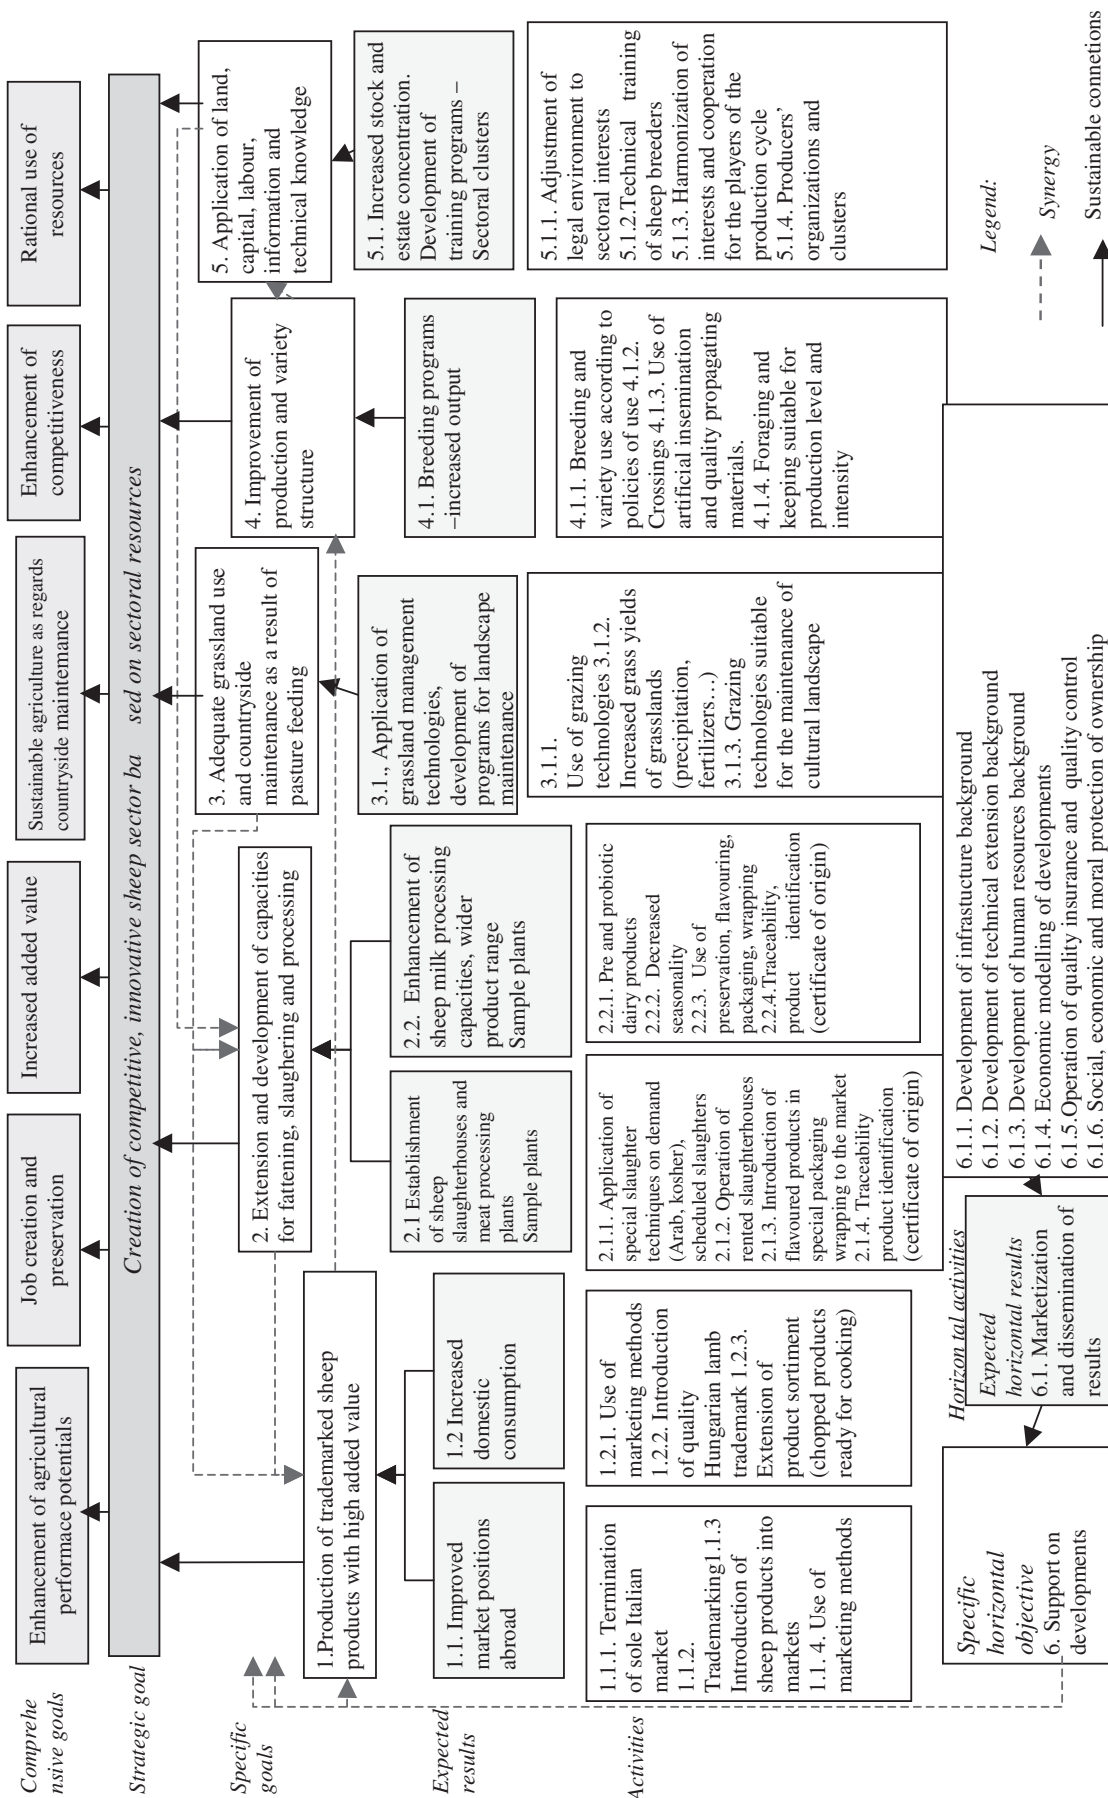 Comprehe
nsive goals
Enhancement of agricultural
performace potentials
Job creation and
preservation
Increased added value
Sustainable agriculture as regards
countryside mainternance
Enhancement of
competitiveness
Rational use of
resources
Strategic goal
Creation of competitive, innovative sheep sector ba sed on sectoral resources
Specific
goals
1.Production of trademarked sheep
products with high added value
2. Extension and development of capacities
for fattening, slaughering and processing
3. Adequate grassland use
and countryside
maintenance as a result of
pasture feeding
4. Improvement of
production and variety
structure
5. Application of land,
capital, labour,
information and
technical knowledge
Expected
results
1.1. Improved
market positions
abroad
1.2 Increased
domestic
consumption
2.1 Establishment
of sheep
slaughterhouses and
meat processing
plants
Sample plants
2.2. Enhancement of
sheep milk processing
capacities, wider
product range
Sample plants
3.1., Application of
grassland management
technologies,
development of
programs for landscape
maintenance
4.1. Breeding programs
–increased output
5.1. Increased stock and
estate concentration.
Development of
training programs –
Sectoral clusters
Activities
1.1.1. Termination
of sole Italian
market
1.1.2.
Trademarking1.1.3
Introduction of
sheep products into
markets
1.1.4. Use of
marketing methods
1.2.1. Use of
marketing methods
1.2.2. Introduction
of quality
Hungarian lamb
trademark 1.2.3.
Extension of
product sortiment
(chopped products
ready for cooking)
2.1.1. Application of
special slaughter
techniques on demand
(Arab, kosher),
scheduled slaughters
2.1.2. Operation of
rented slaughterhouses
2.1.3. Introduction of
flavoured products in
special packaging
wrapping to the market
2.1.4. Traceability
product identification
(certificate of origin)
2.2.1. Pre and probiotic
dairy products
2.2.2. Decreased
seasonality
2.2.3. Use of
preservation, flavouring,
packaging, wrapping
2.2.4.Traceability,
product identification
(certificate of origin)
3.1.1.
Use of grazing
technologies 3.1.2.
Increased grass yields
of grasslands
(precipitation,
fertilizers…)
3.1.3. Grazing
technologies suitable
for the maintenance of
cultural landscape
4.1.1. Breeding and
variety use according to
policies of use 4.1.2.
Crossings 4.1.3. Use of
artificial insemination
and quality propagating
materials.
4.1.4. Foraging and
keeping suitable for
production level and
intensity
5.1.1. Adjustment of
legal environment to
sectoral interests
5.1.2.Technical training
of sheep breeders
5.1.3. Harmonization of
interests and cooperation
for the players of the
production cycle
5.1.4. Producers’
organizations and
clusters
Specific
horizontal
objective
6. Support on
developments
Horizon tal activities
Expected
horizontal results
6.1. Marketization
and dissemination of
results
6.1.1. Development of infrastucture background
6.1.2. Development of technical extension background
6.1.3. Development of human resources background
6.1.4. Economic modelling of developments
6.1.5.Operation of quality insurance and quality control
6.1.6. Social, economic and moral protection of ownership
Legend:
Synergy
Sustainable connetions